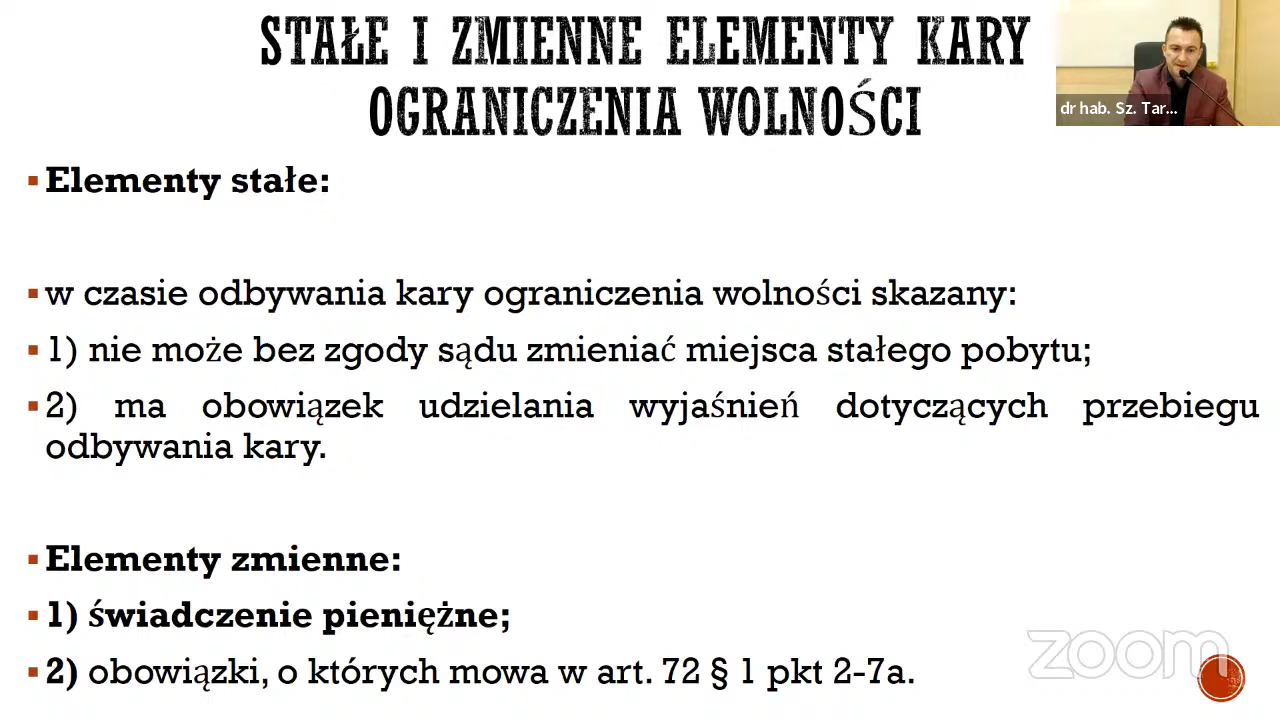 STAŁE I ZMIENNE ELEMENTY KARY
OGRANICZENIA WOLNOŚCI
dr hab. Sz. Tar...
Elementy stałe:
w czasie odbywania kary ograniczenia wolności skazany:
1) nie może bez zgody sądu zmieniać miejsca stałego pobytu;
2) ma obowiązek udzielania wyjaśnień dotyczących przebiegu
odbywania kary.
Elementy zmienne:
1) świadczenie pieniężne;
2) obowiązki, o których mowa w art. 72 § 1 pkt 2-7a.
zoom